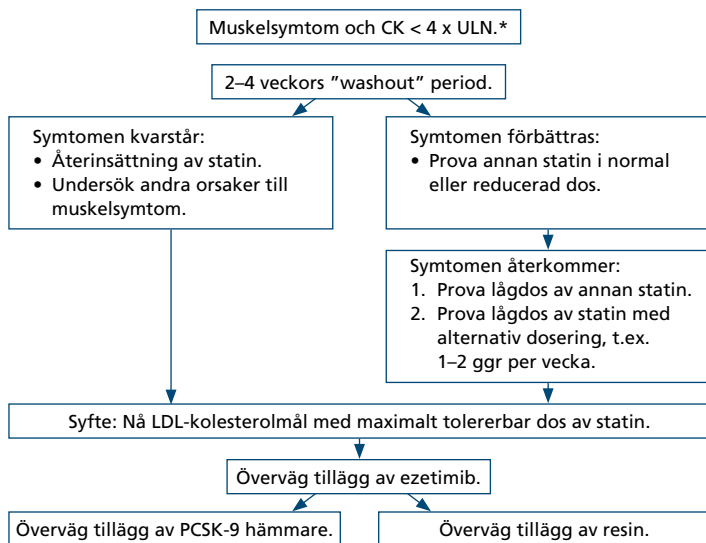 Muskelsymtom och CK < 4 x ULN.*
2–4 veckors ”washout” period.
Symtomen kvarstår:
• Återinsättning av statin.
• Undersök andra orsaker till
muskelsymtom.
Symtomen förbättras:
• Prova annan statin i normal
eller reducerad dos.
Symtomen återkommer:
1. Prova lågdos av annan statin.
2. Prova lågdos av statin med
alternativ dosering, t.ex.
1–2 ggr per vecka.
Syfte: Nå LDL-kolesterolmål med maximalt tolererbar dos av statin.
Överväg tillägg av ezetimib.
Överväg tillägg av PCSK-9 hämmare.
Överväg tillägg av resin.